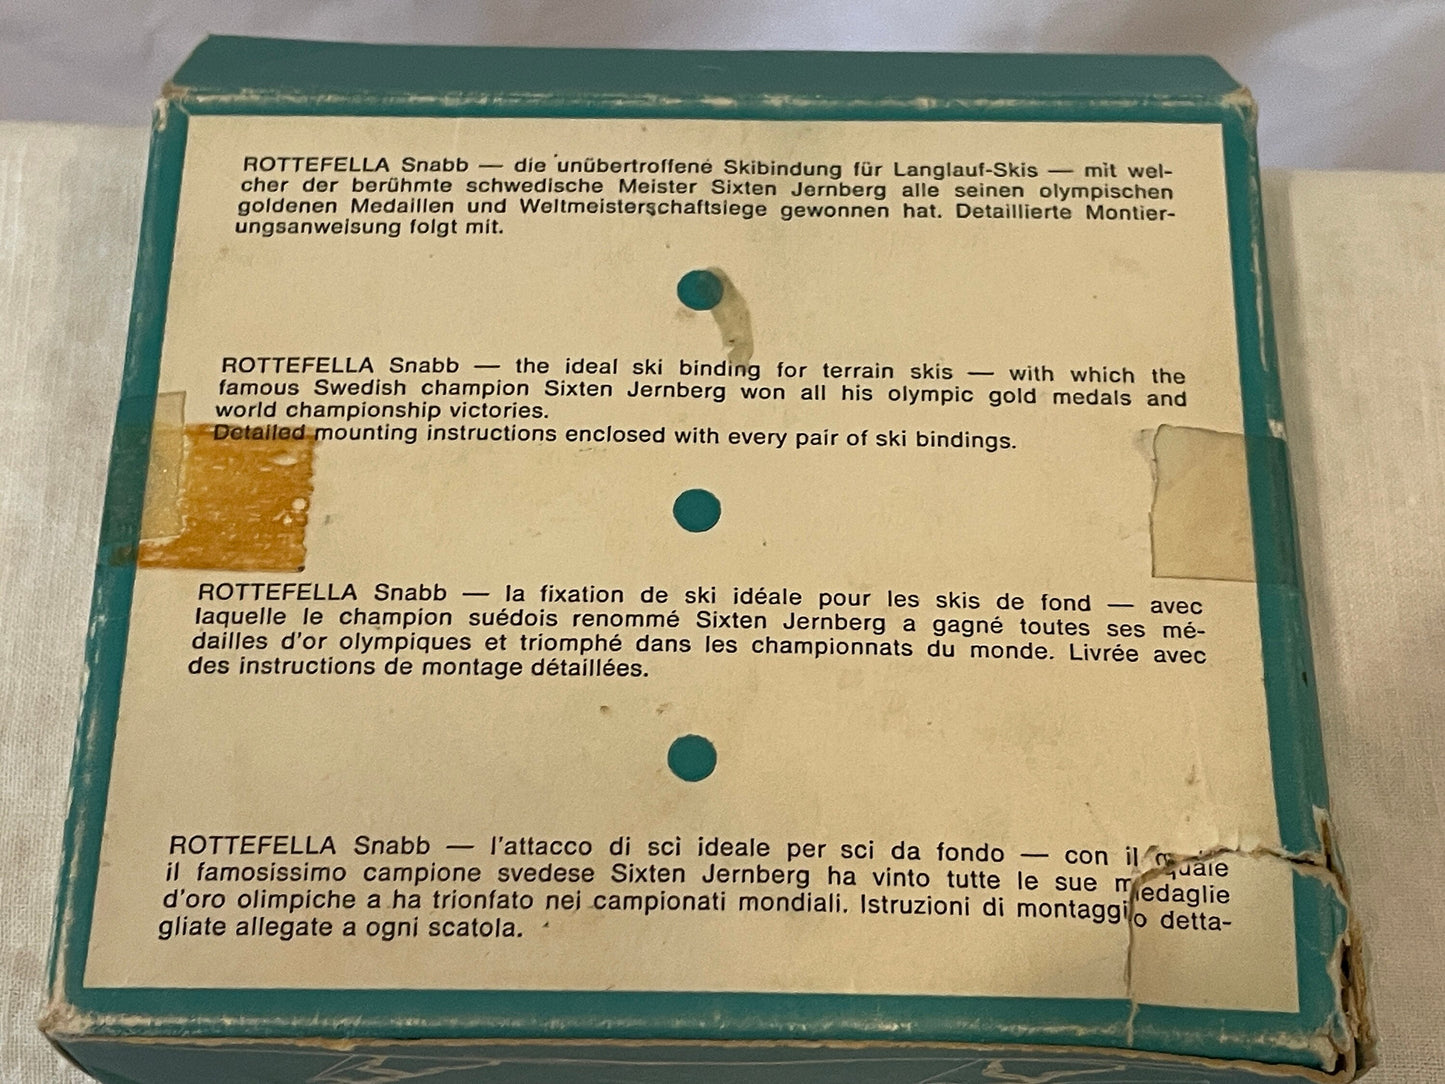 ROTTEFELLA Snabb — die unübertroffene Skibindung für Langlauf-Skis — mit wel-
cher der berühmte schwedische Meister Sixten Jernberg alle seinen olympischen
goldenen Medaillen und Weltmeisterschaftsiege gewonnen hat. Detaillierte Montier-
ungsanweisung folgt mit.
ROTTEFELLA Snabb — the ideal ski binding for terrain skis — with which the
famous Swedish champion Sixten Jernberg won all his olympic gold medals and
world championship victories.
Detailed mounting instructions enclosed with every pair of ski bindings.
ROTTEFELLA Snabb — la fixation de ski idéale pour les skis de fond — avec
laquelle le champion suédois renommé Sixten Jernberg a gagné toutes ses mé-
dailles d'or olympiques et triomphé dans les championnats du monde. Livrée avec
des instructions de montage détaillées.
ROTTEFELLA Snabb — l'attacco di sci ideale per sci da fondo — con il quale
il famosissimo campione svedese Sixten Jernberg ha vinto tutte le sue medaglie
d'oro olimpiche a ha trionfato nei campionati mondiali. Istruzioni di montaggio detta-
gliate allegate a ogni scatola.